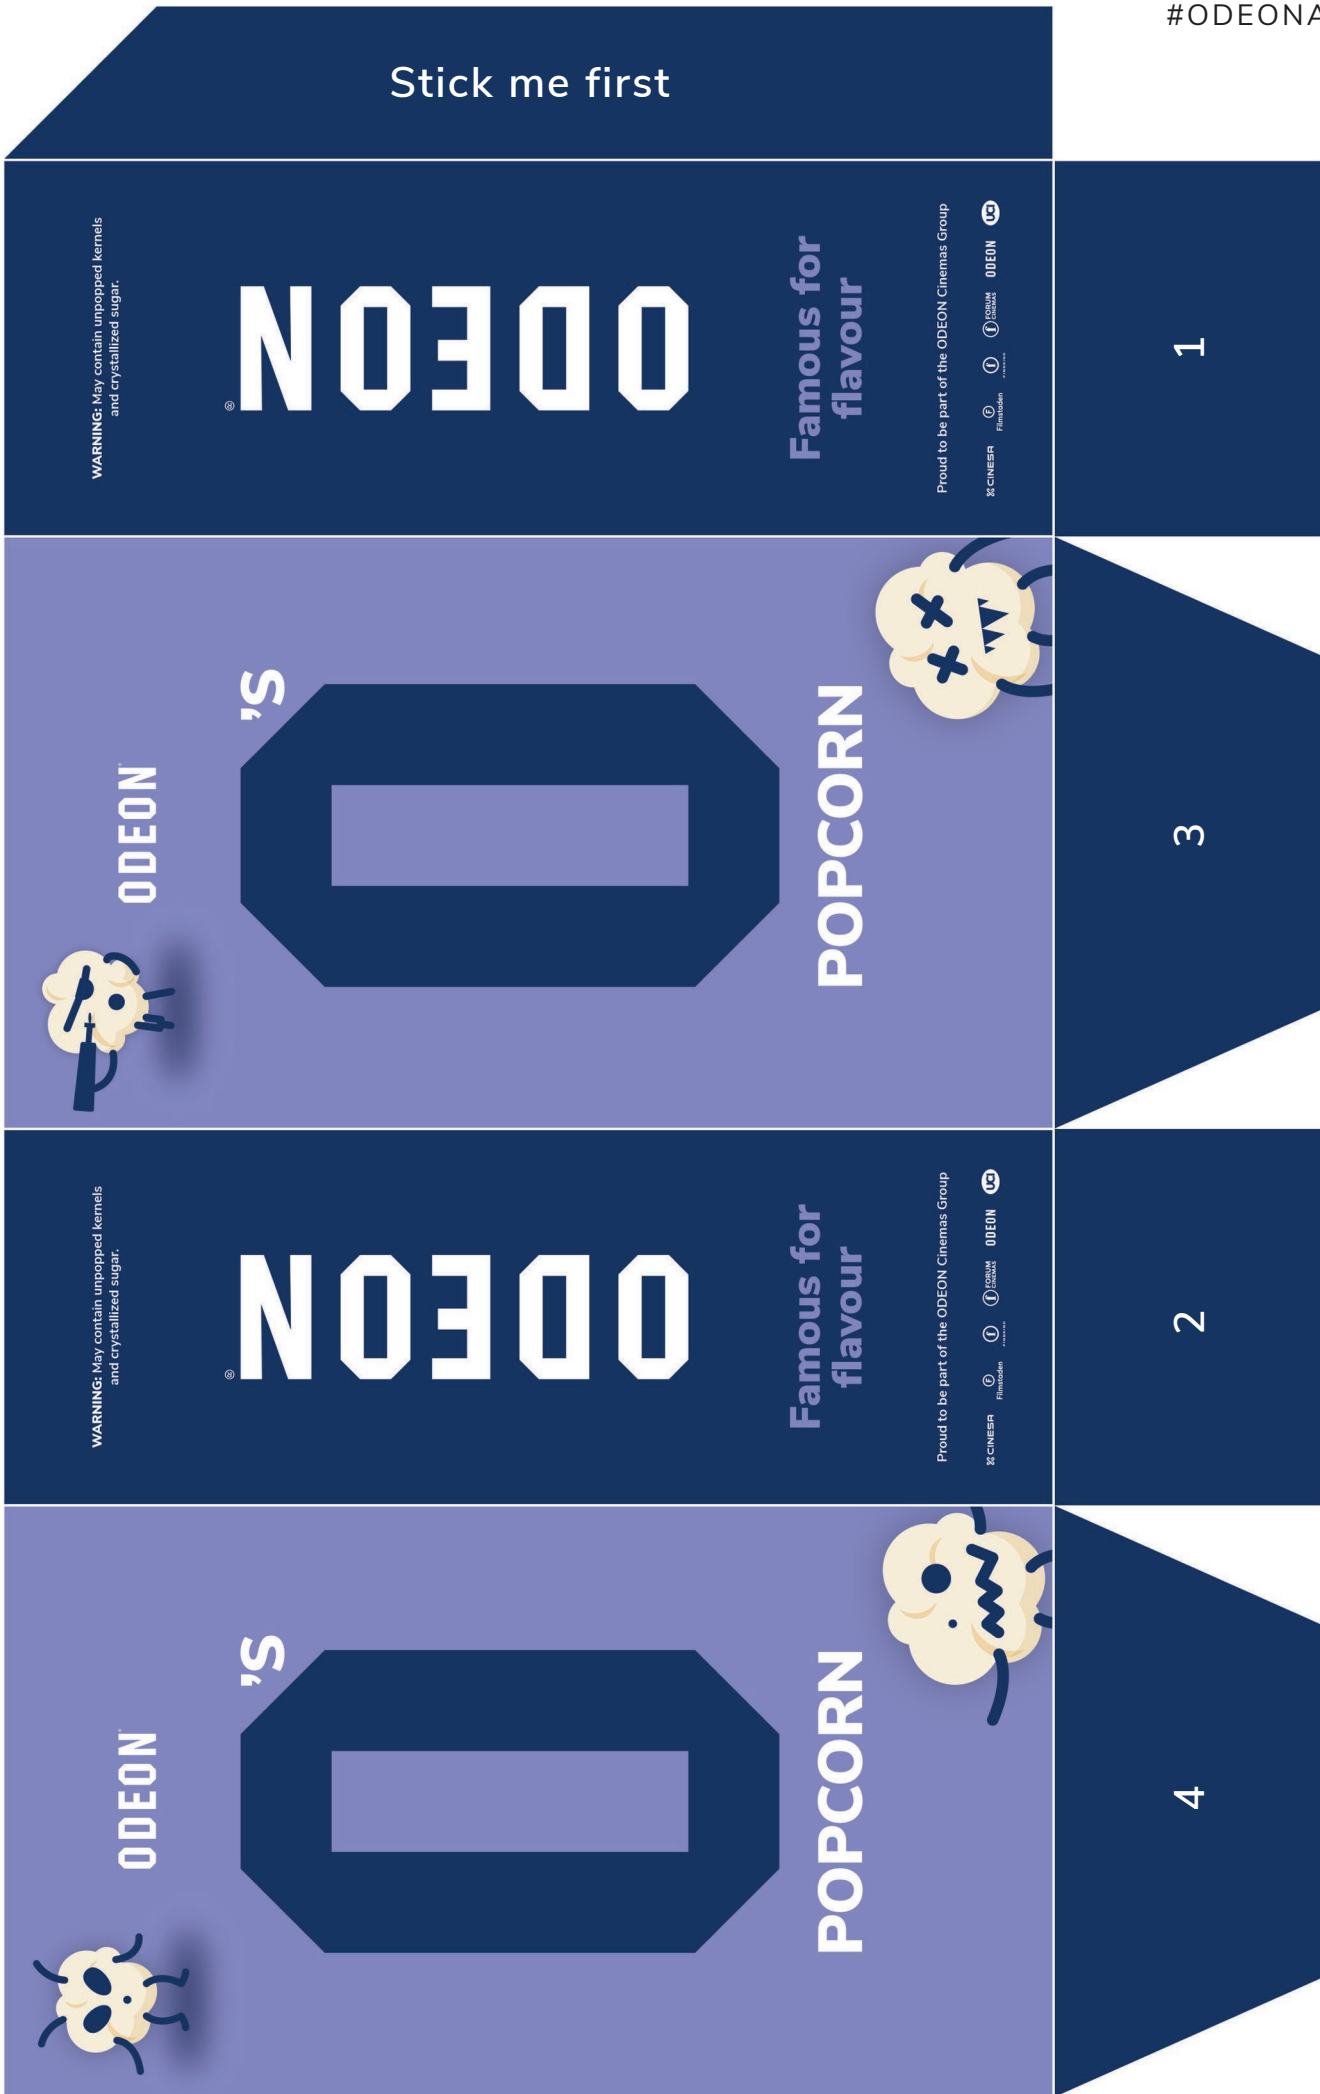 #ODEONA
Stick me first
WARNING: May contain unpopped kernels
and crystallized sugar.
ODEON®
Famous for
flavour
Proud to be part of the ODEON Cinemas Group
CINESA Filmstaden FORUM CINEMAS ODEON UCI
1
ODEON
'S
O
POPCORN
3
WARNING: May contain unpopped kernels
and crystallized sugar.
ODEON®
Famous for
flavour
Proud to be part of the ODEON Cinemas Group
CINESA Filmstaden FORUM CINEMAS ODEON UCI
2
ODEON
'S
O
POPCORN
4